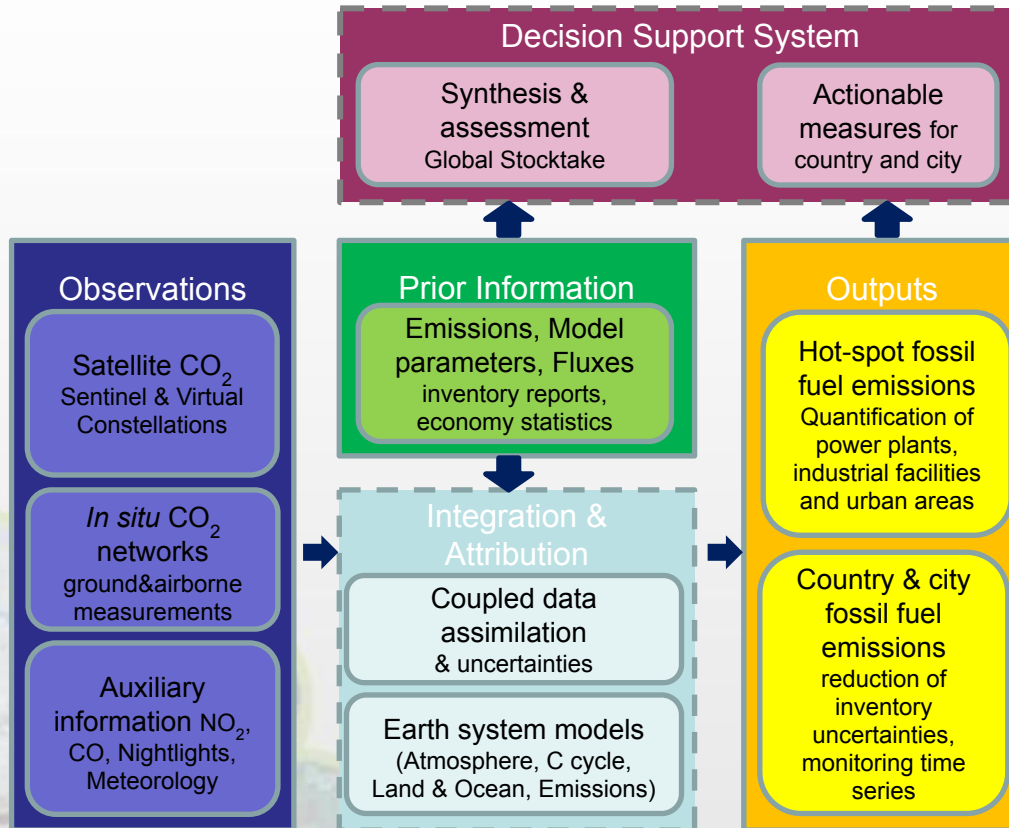 Decision Support System
Synthesis &
assessment
Global Stocktake
Actionable
measures for
country and city
Observations
Satellite CO₂
Sentinel & Virtual
Constellations
In situ CO₂
networks
ground&airborne
measurements
Auxiliary
information NO₂,
CO, Nightlights,
Meteorology
Prior Information
Emissions, Model
parameters, Fluxes
inventory reports,
economy statistics
Integration &
Attribution
Coupled data
assimilation
& uncertainties
Earth system models
(Atmosphere, C cycle,
Land & Ocean, Emissions)
Outputs
Hot-spot fossil
fuel emissions
Quantification of
power plants,
industrial facilities
and urban areas
Country & city
fossil fuel
emissions
reduction of
inventory
uncertainties,
monitoring time
series